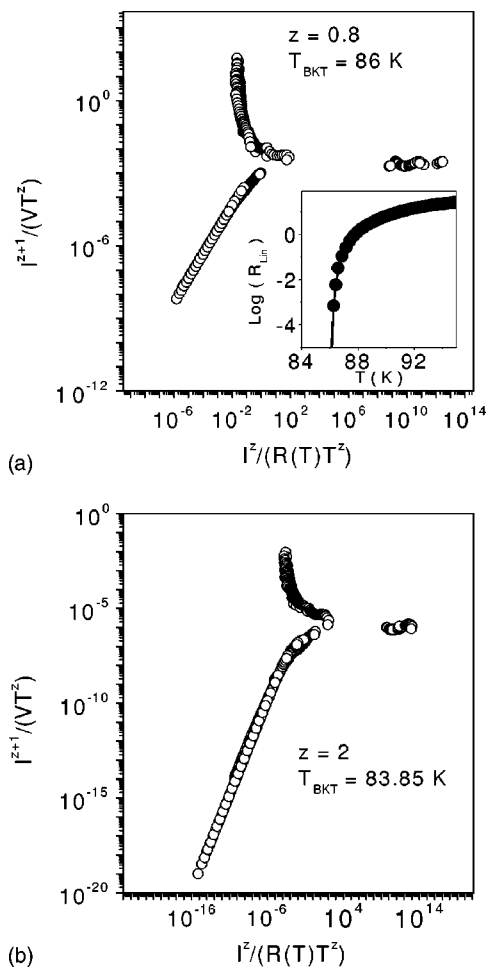 z = 0.8
T_BKT = 86 K
10^0
10^-6
10^-12
I^{z+1}/(VT^z)
Log ( R_Lin )
0
-2
-4
84 88 92
T ( K )
10^-6 10^-2 10^2 10^6 10^10 10^14
I^z/(R(T)T^z)
(a)
10^0
10^-5
10^-10
10^-15
10^-20
I^{z+1}/(VT^z)
z = 2
T_BKT = 83.85 K
10^-16 10^-6 10^4 10^14
I^z/(R(T)T^z)
(b)